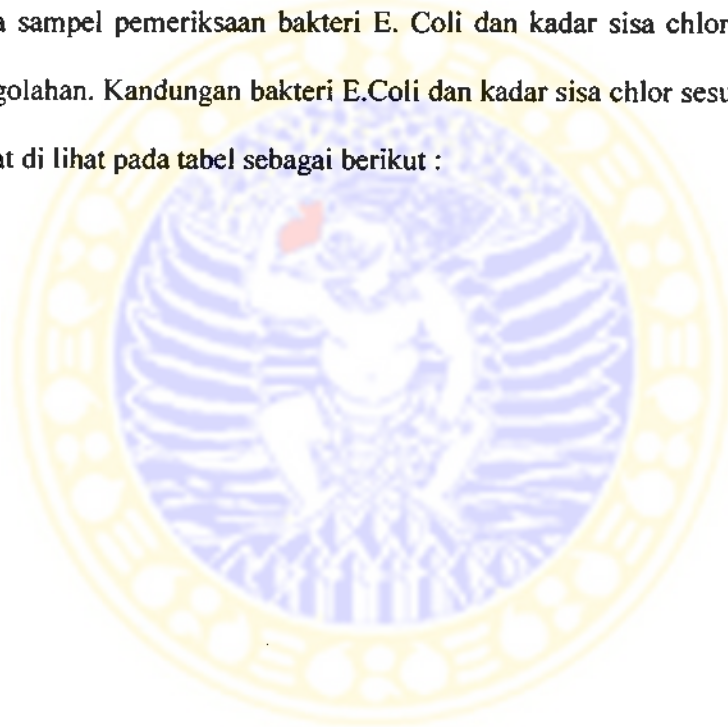 a sampel pemeriksaan bakteri E. Coli dan kadar sisa chlor
golahan. Kandungan bakteri E.Coli dan kadar sisa chlor sesu
at di lihat pada tabel sebagai berikut :